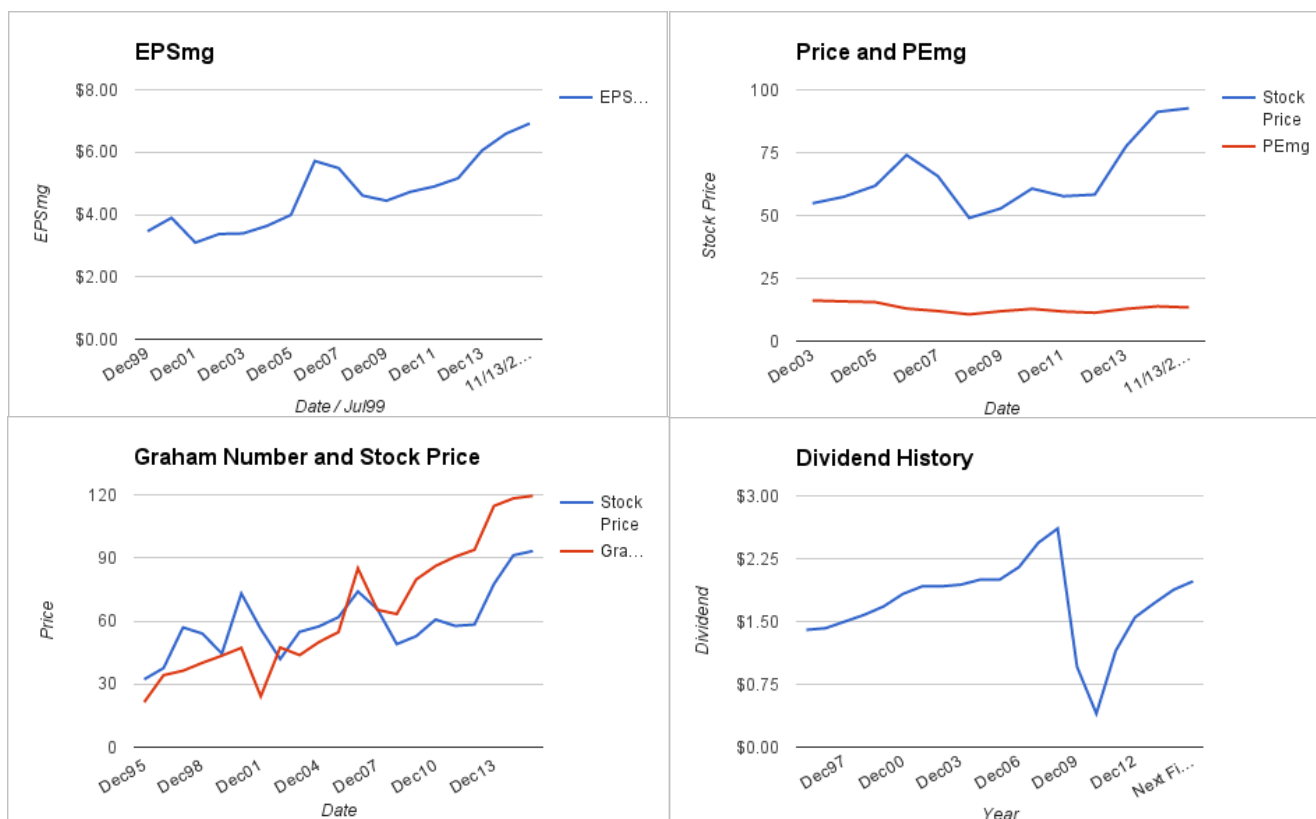 EPSmg
$8.00
$6.00
$4.00
$2.00
$0.00
EPSmg
EPS...
Dec99
Dec01
Dec03
Dec05
Dec07
Dec09
Dec11
Dec13
11/13/2...
Date / Jul99
Price and PEmg
100
75
50
25
0
Stock Price
Stock
Price
PEmg
Dec03
Dec05
Dec07
Dec09
Dec11
Dec13
11/13/2...
Date
Graham Number and Stock Price
120
90
60
30
0
Price
Stock
Price
Gra...
Dec95
Dec98
Dec01
Dec04
Dec07
Dec10
Dec13
Date
Dividend History
$3.00
$2.25
$1.50
$0.75
$0.00
Dividend
Dec97
Dec00
Dec03
Dec06
Dec09
Dec12
Next Fi...
Year